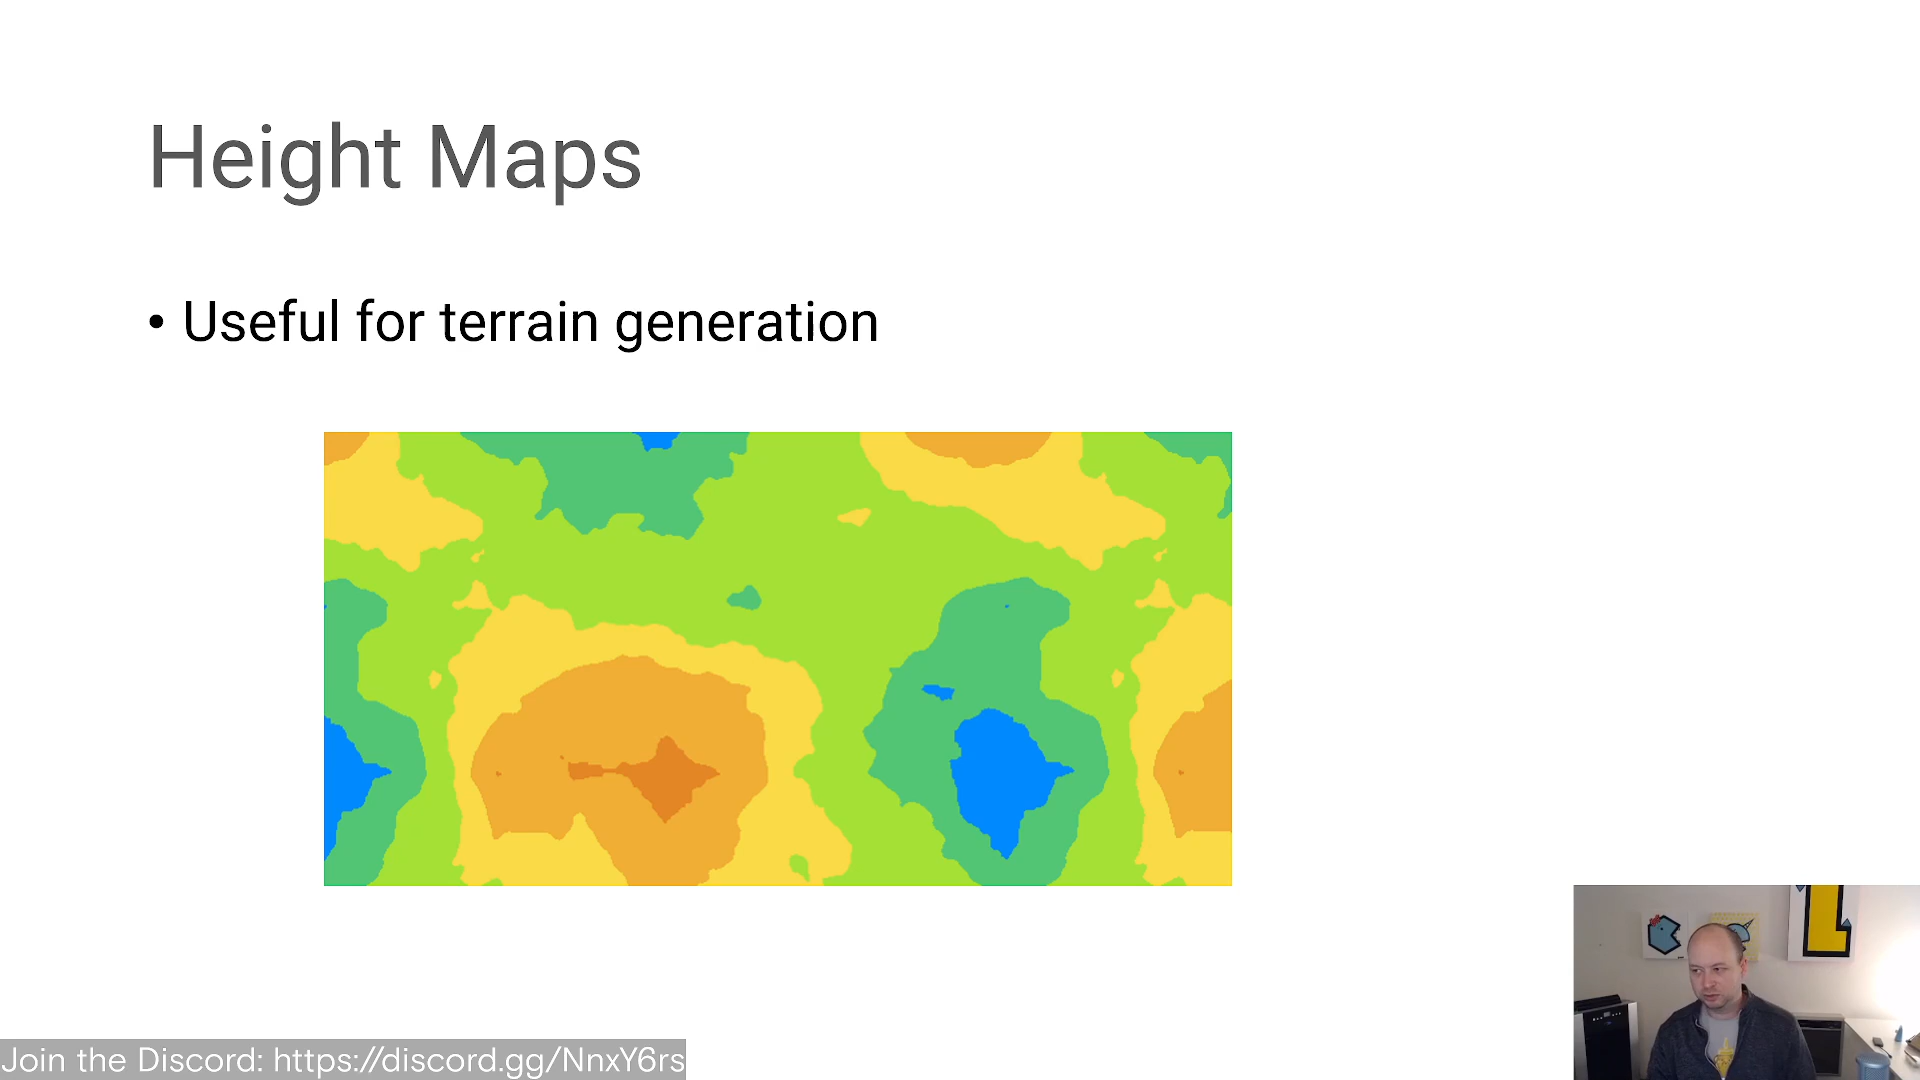 Height Maps
• Useful for terrain generation
Join the Discord: https://discord.gg/NnxY6rs